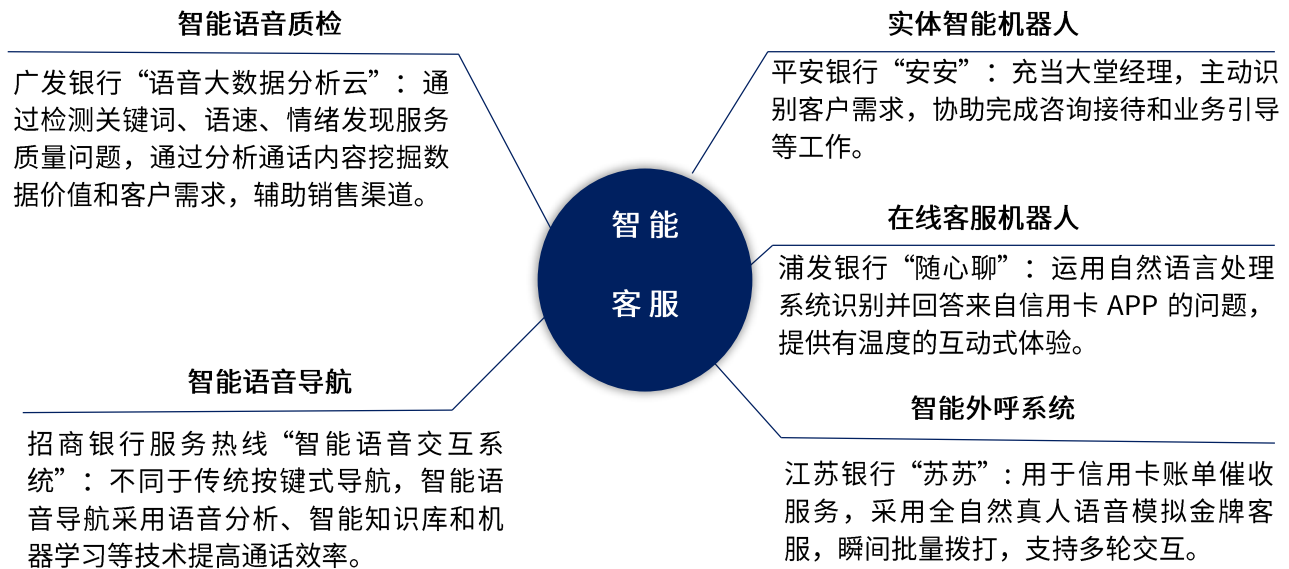 智能语音质检
广发银行“语音大数据分析云”：通
过检测关键词、语速、情绪发现服务
质量问题，通过分析通话内容挖掘数
据价值和客户需求，辅助销售渠道。
智能语音导航
招商银行服务热线“智能语音交互系
统”：不同于传统按键式导航，智能语
音导航采用语音分析、智能知识库和机
器学习等技术提高通话效率。
智能
客服
实体智能机器人
平安银行“安安”：充当大堂经理，主动识
别客户需求，协助完成咨询接待和业务引导
等工作。
在线客服机器人
浦发银行“随心聊”：运用自然语言处理
系统识别并回答来自信用卡 APP 的问题，
提供有温度的互动式体验。
智能外呼系统
江苏银行“苏苏”：用于信用卡账单催收
服务，采用全自然真人语音模拟金牌客
服，瞬间批量拨打，支持多轮交互。